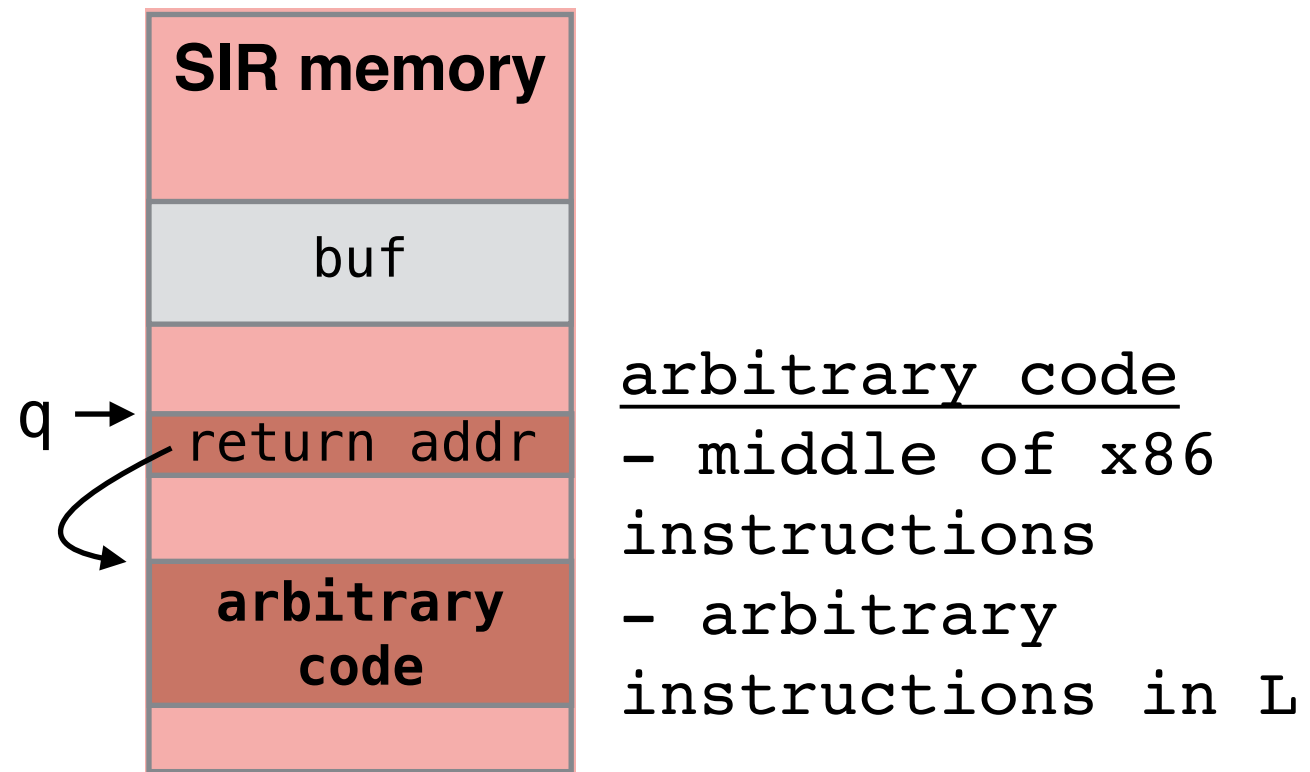 SIR memory
buf
q
return addr
arbitrary
code
arbitrary code
- middle of x86
instructions
- arbitrary
instructions in L